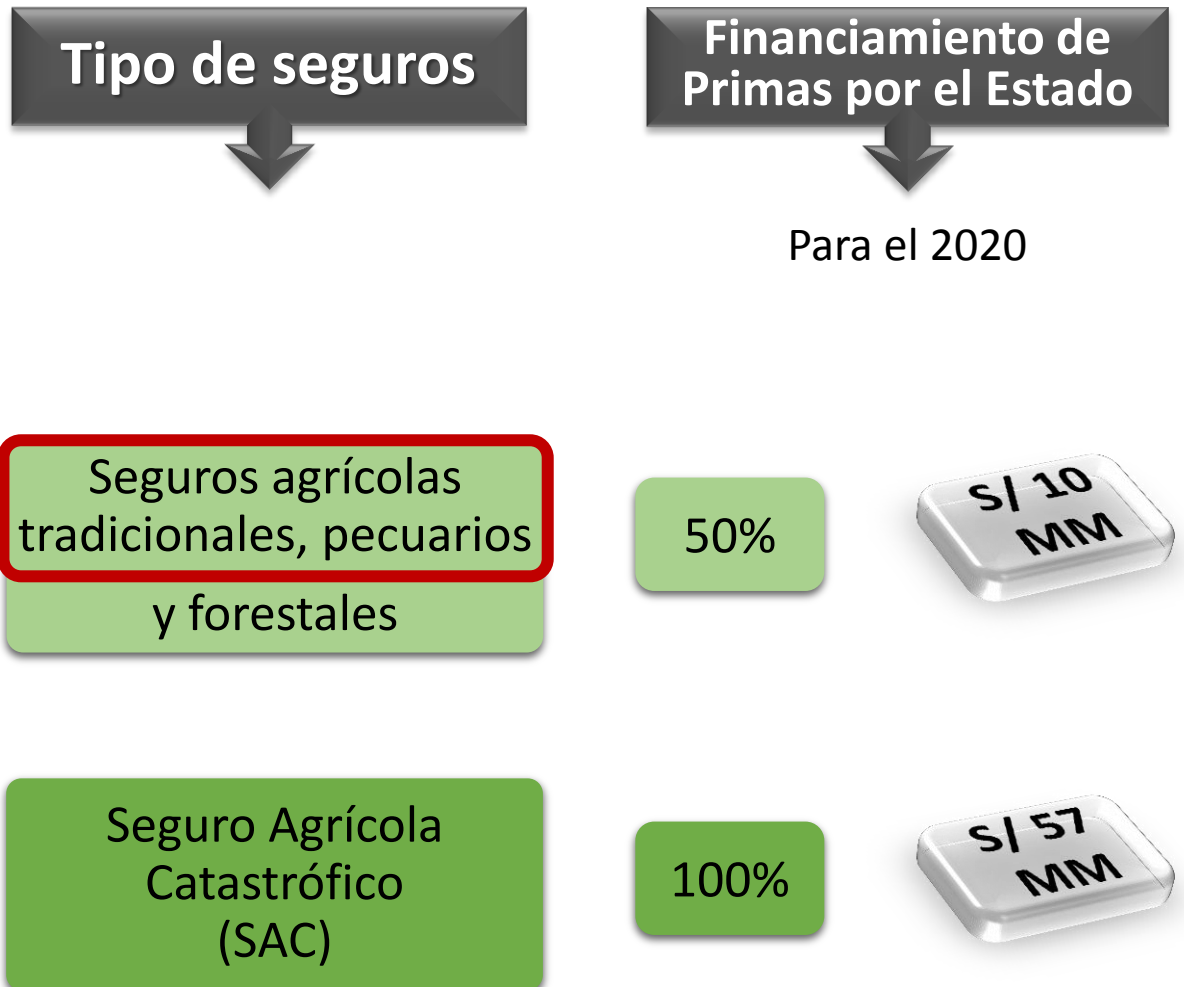 Tipo de seguros
Financiamiento de
Primas por el Estado
Para el 2020
Seguros agrícolas
tradicionales, pecuarios
y forestales
50%
S/ 10
MM
Seguro Agrícola
Catastrófico
(SAC)
100%
S/ 57
MM